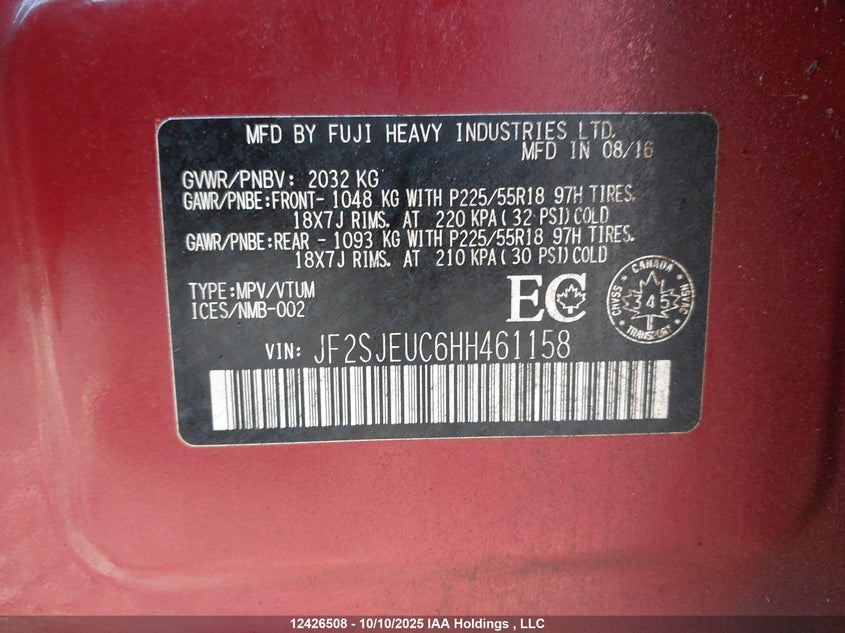 MFD BY FUJI HEAVY INDUSTRIES LTD.
MFD IN 08/16
GVWR/PNBV: 2032 KG
GAWR/PNBE:FRONT- 1048 KG WITH P225/55R18 97H TIRES.
18X7J RIMS. AT 220 KPA ( 32 PSI) COLD
GAWR/PNBE:REAR - 1093 KG WITH P225/55R18 97H TIRES.
18X7J RIMS. AT 210 KPA ( 30 PSI) COLD
TYPE:MPV/VTUM
ICES/NMB-002
EC
CANADA
CMVSS 345 NSVAC
TRANSPORT
VIN: JF2SJEUC6HH461158
12426508 - 10/10/2025 IAA Holdings , LLC